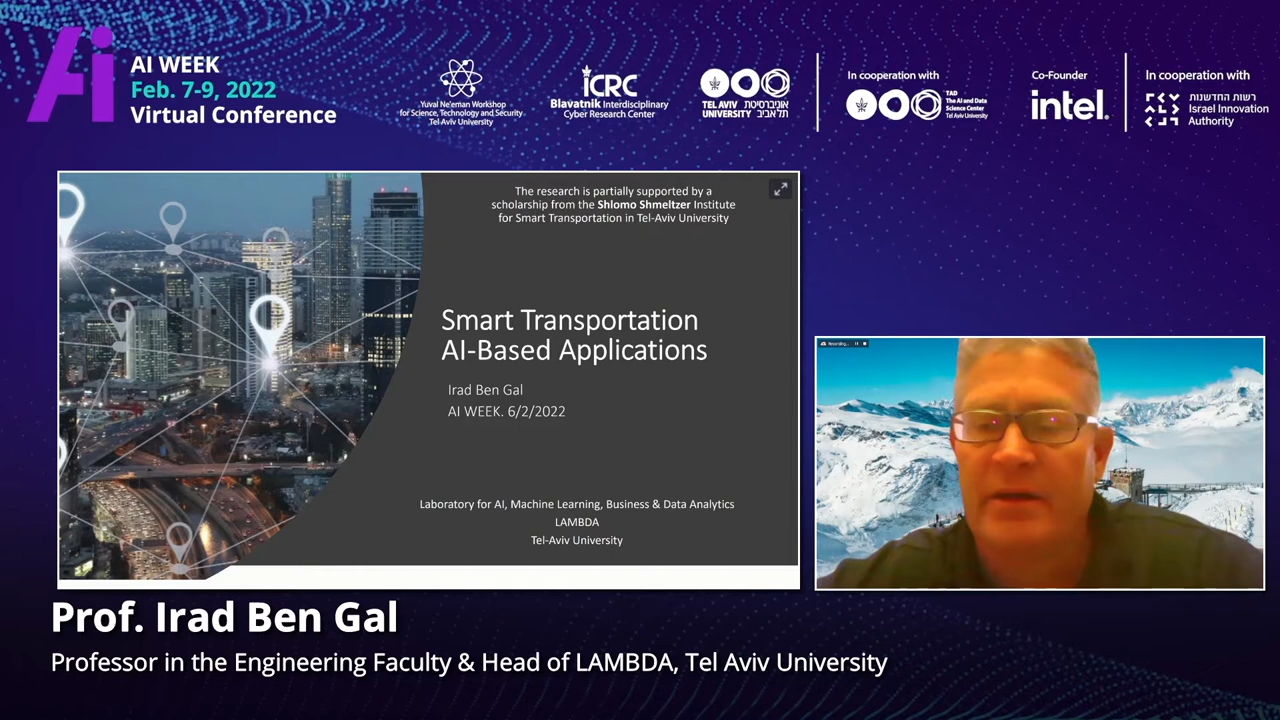 Ai
AI WEEK
Feb. 7-9, 2022
Virtual Conference
Yuval Ne'eman Workshop
for Science, Technology and Security
Tel Aviv University
iCRC
Blavatnik Interdisciplinary
Cyber Research Center
TEL AVIV אוניברסיטת
UNIVERSITY תל אביב
In cooperation with
TAD
The AI and Data
Science Center
Tel Aviv University
Co-Founder
intel.
In cooperation with
רשות החדשנות
Israel Innovation
Authority
The research is partially supported by a
scholarship from the Shlomo Shmeltzer Institute
for Smart Transportation in Tel-Aviv University
Smart Transportation
AI-Based Applications
Irad Ben Gal
AI WEEK. 6/2/2022
Laboratory for AI, Machine Learning, Business & Data Analytics
LAMBDA
Tel-Aviv University
Recording...
Prof. Irad Ben Gal
Professor in the Engineering Faculty & Head of LAMBDA, Tel Aviv University